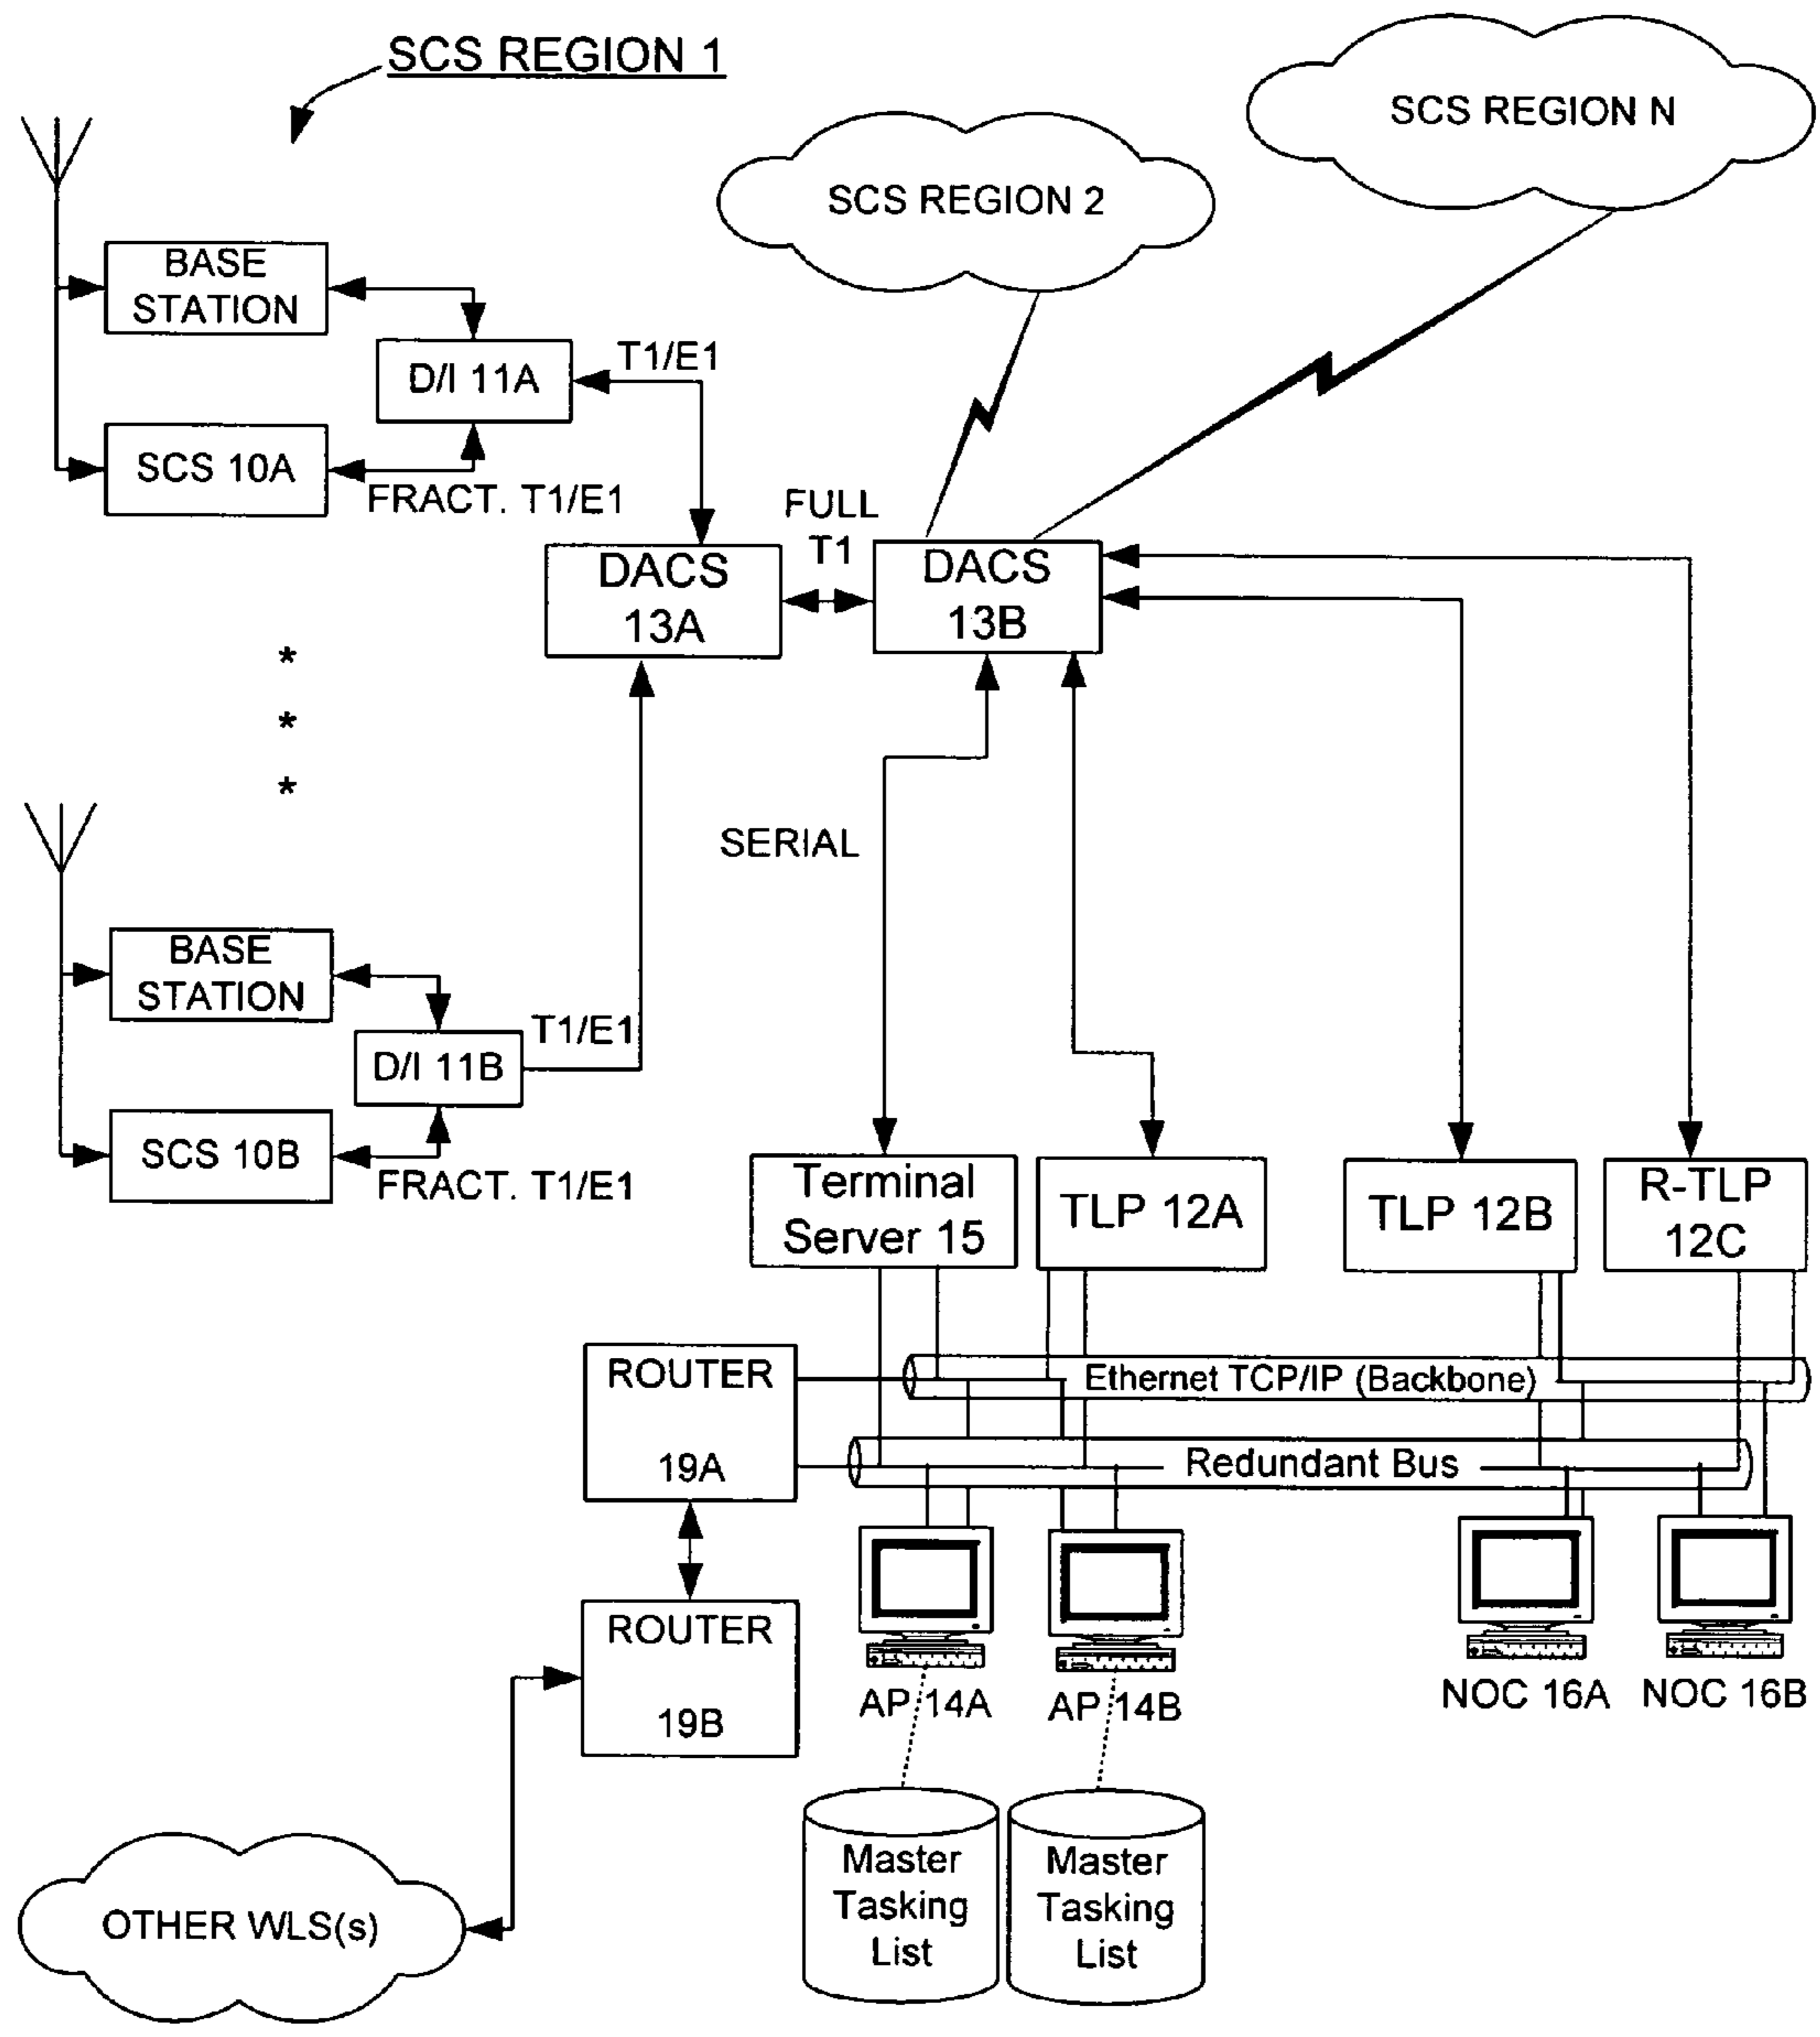 SCS REGION 1
SCS REGION N
SCS REGION 2
BASE
STATION
D/I 11A
T1/E1
SCS 10A
FRACT. T1/E1
FULL
T1
DACS
13A
DACS
13B
*
*
*
SERIAL
BASE
STATION
D/I 11B
T1/E1
SCS 10B
FRACT. T1/E1
Terminal
Server 15
TLP 12A
TLP 12B
R-TLP
12C
ROUTER
19A
Ethernet TCP/IP (Backbone)
Redundant Bus
ROUTER
19B
AP 14A
AP 14B
NOC 16A
NOC 16B
Master
Tasking
List
Master
Tasking
List
OTHER WLS(s)